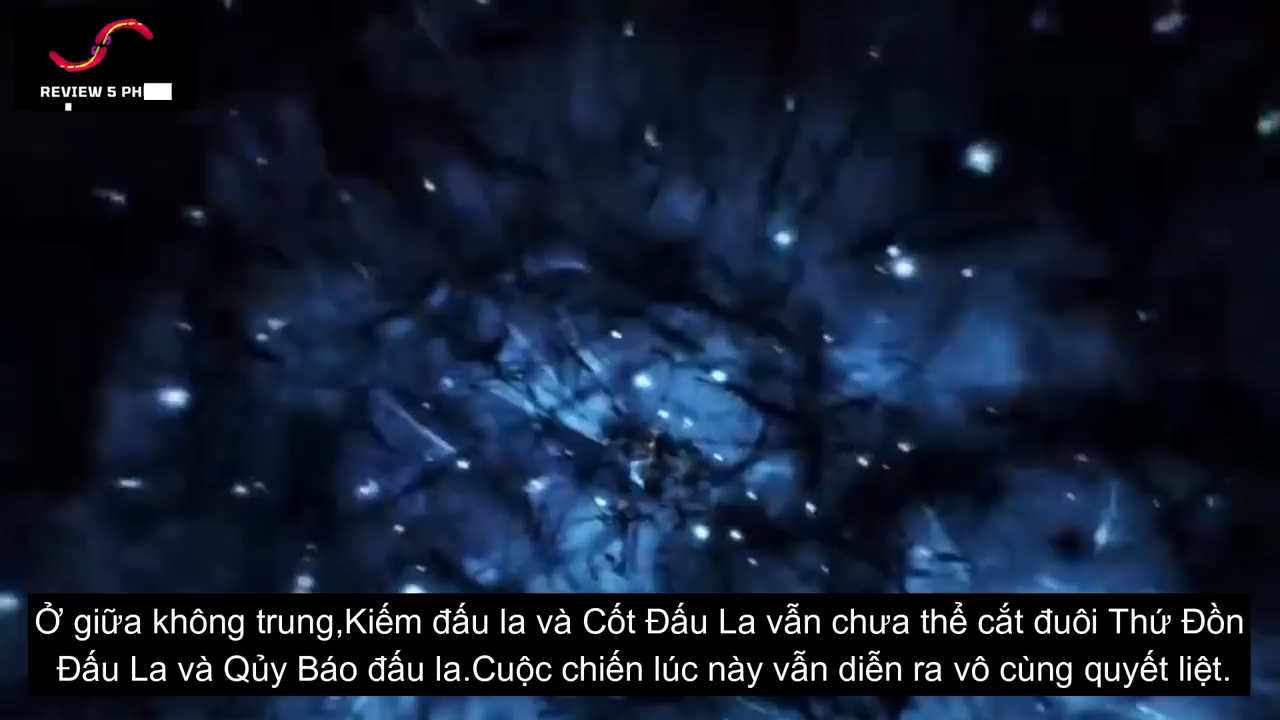 REVIEW 5 PH
Ở giữa không trung,Kiếm đấu la và Cốt Đấu La vẫn chưa thể cắt đuôi Thứ Đồn
Đấu La và Qủy Báo đấu la.Cuộc chiến lúc này vẫn diễn ra vô cùng quyết liệt.